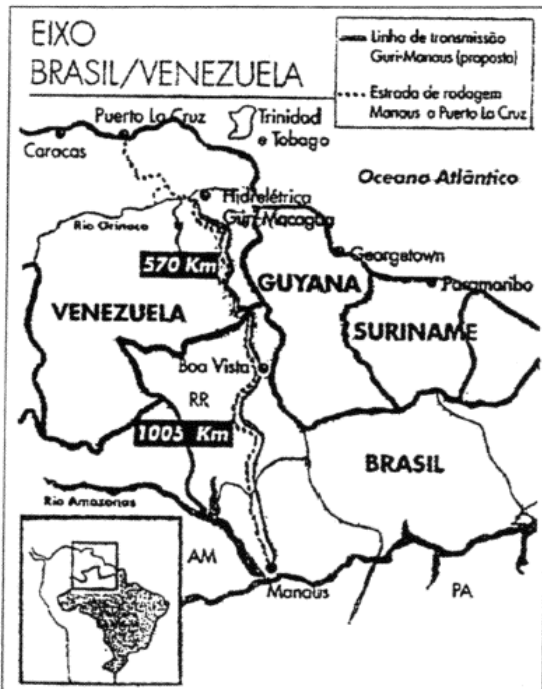 EIXO
BRASIL/VENEZUELA
Linha de transmissão
Guri-Manaus (proposta)
Estrada de rodagem
Manaus a Puerto La Cruz
Puerto La Cruz
Trinidad
e Tobago
Caracas
Oceano Atlântico
Hidrelétrica
Guri-Macagua
Rio Orinoco
Georgetown
570 Km
GUYANA
Paramaribo
VENEZUELA
SURINAME
Boa Vista
RR
1005 Km
BRASIL
Rio Amazonas
AM
Manaus
PA